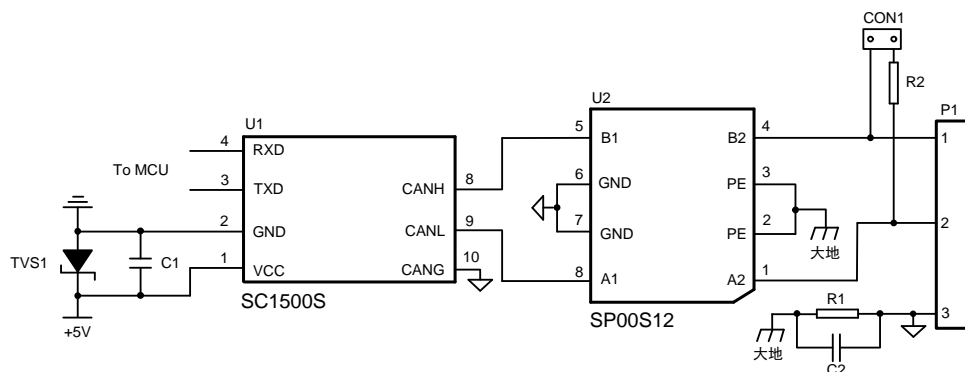 CON1
R2
P1
U2
U1
5
B1
B2
4
1
4
RXD
To MCU
6
GND
PE
3
3
TXD
CANH
8
2
GND
7
GND
PE
2
大地
2
CANL
9
TVS1
C1
1
VCC
CANG
10
8
A1
A2
1
SC1500S
SP00S12
R1
3
+5V
大地
C2